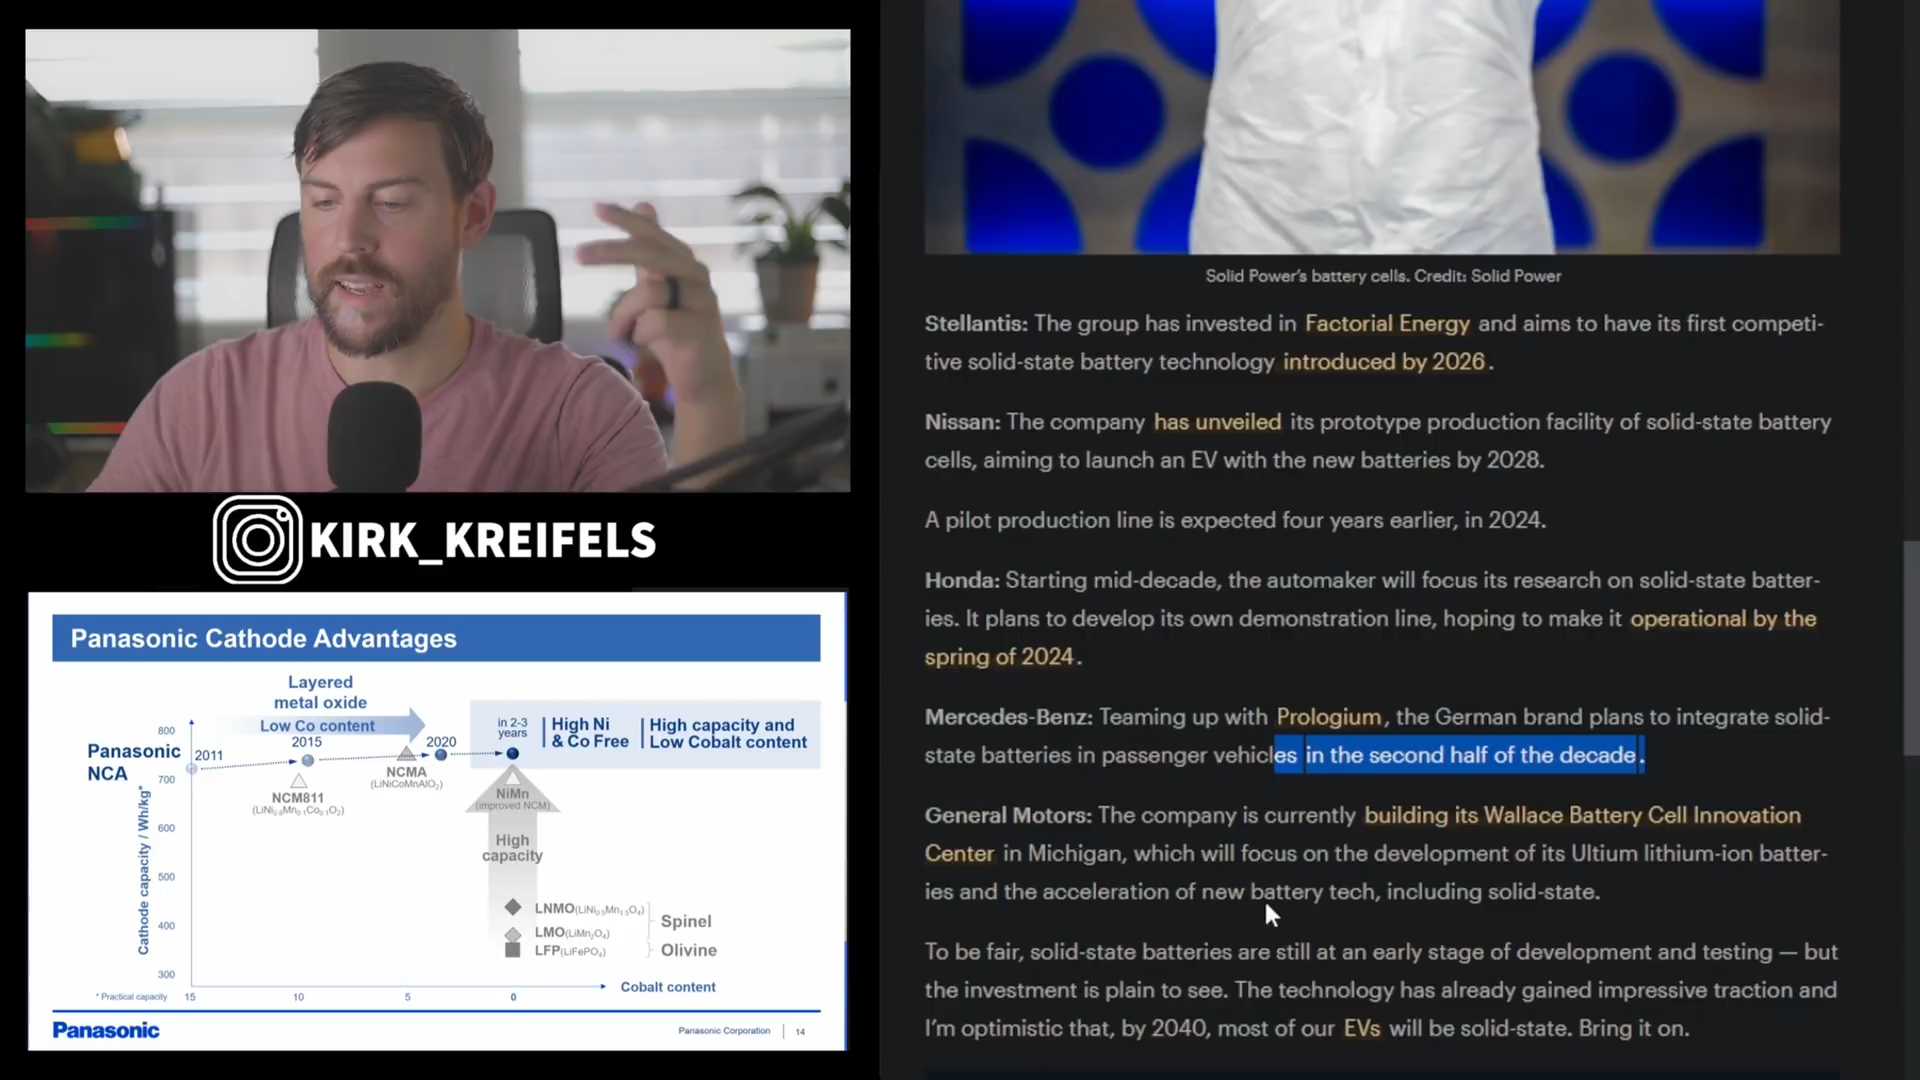 KIRK_KREIFELS
Panasonic Cathode Advantages
Layered
metal oxide
Low Co content
Panasonic
NCA
2011
2015
2020
in 2-3
years
High Ni
& Co Free
High capacity and
Low Cobalt content
NCM811
(LiNi₀.₈Mn₀.₁Co₀.₁O₂)
NCMA
(LiNiCoMnAlO₂)
NiMn
(improved NCM)
High
capacity
LNMO(LiNi₀.₅Mn₁.₅O₄)
LMO(LiMn₂O₄)
LFP(LiFePO₄)
Spinel
Olivine
Cathode capacity / Wh/kg*
800
700
600
500
400
300
* Practical capacity
15
10
5
0
Cobalt content
Panasonic
Panasonic Corporation
14
Solid Power's battery cells. Credit: Solid Power
Stellantis: The group has invested in Factorial Energy and aims to have its first competi-
tive solid-state battery technology introduced by 2026.
Nissan: The company has unveiled its prototype production facility of solid-state battery
cells, aiming to launch an EV with the new batteries by 2028.
A pilot production line is expected four years earlier, in 2024.
Honda: Starting mid-decade, the automaker will focus its research on solid-state batter-
ies. It plans to develop its own demonstration line, hoping to make it operational by the
spring of 2024.
Mercedes-Benz: Teaming up with Prologium, the German brand plans to integrate solid-
state batteries in passenger vehicles in the second half of the decade.
General Motors: The company is currently building its Wallace Battery Cell Innovation
Center in Michigan, which will focus on the development of its Ultium lithium-ion batter-
ies and the acceleration of new battery tech, including solid-state.
To be fair, solid-state batteries are still at an early stage of development and testing — but
the investment is plain to see. The technology has already gained impressive traction and
I'm optimistic that, by 2040, most of our EVs will be solid-state. Bring it on.